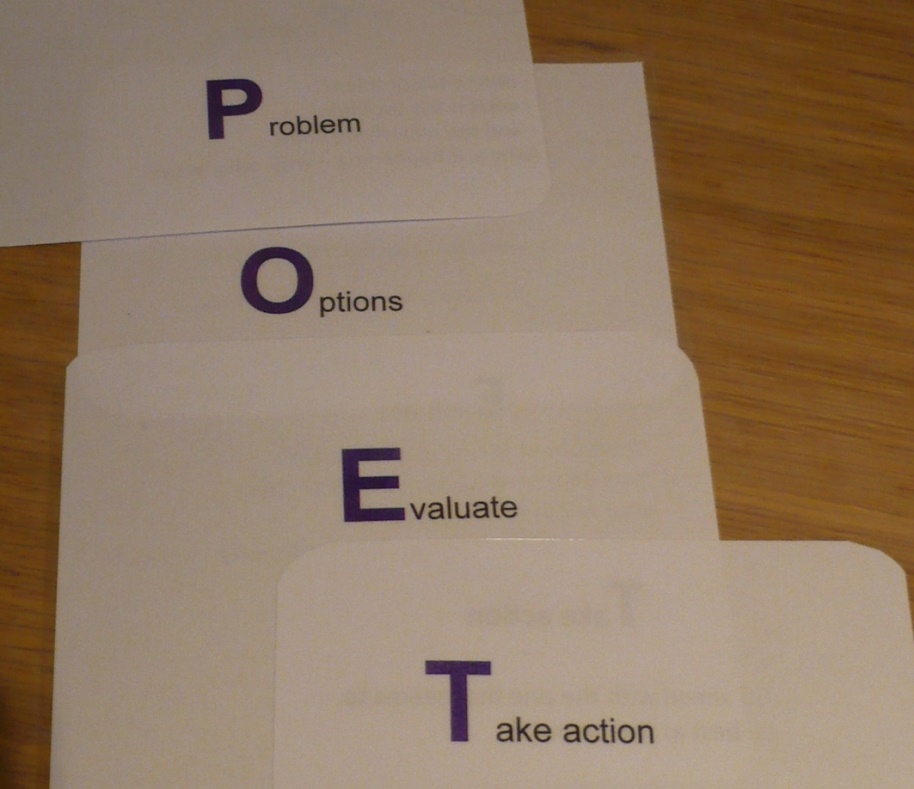 Problem
Options
Evaluate
Take action